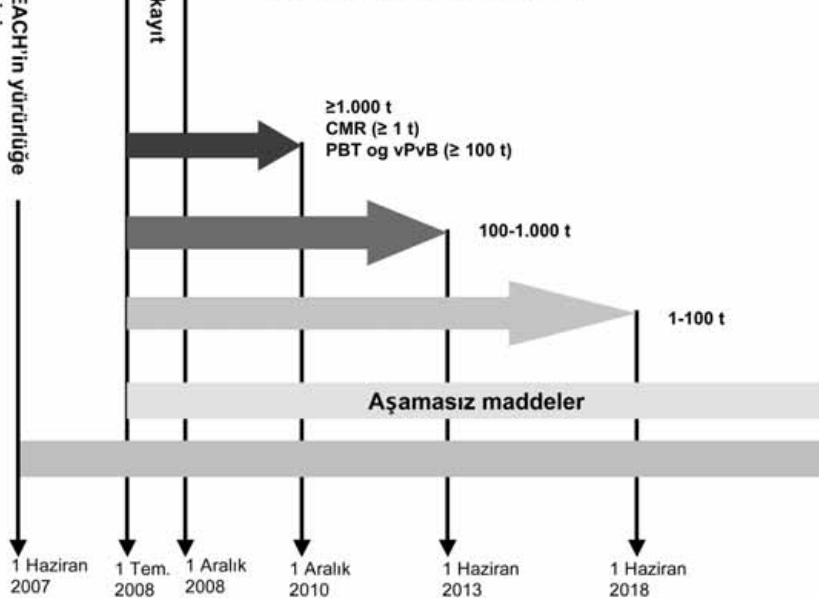 EACH'in yürürlüğe
kayıt
≥1.000 t
CMR (≥ 1 t)
PBT og vPvB (≥ 100 t)
100-1.000 t
1-100 t
Aşamasız maddeler
1 Haziran
2007
1 Tem.
2008
1 Aralık
2008
1 Aralık
2010
1 Haziran
2013
1 Haziran
2018